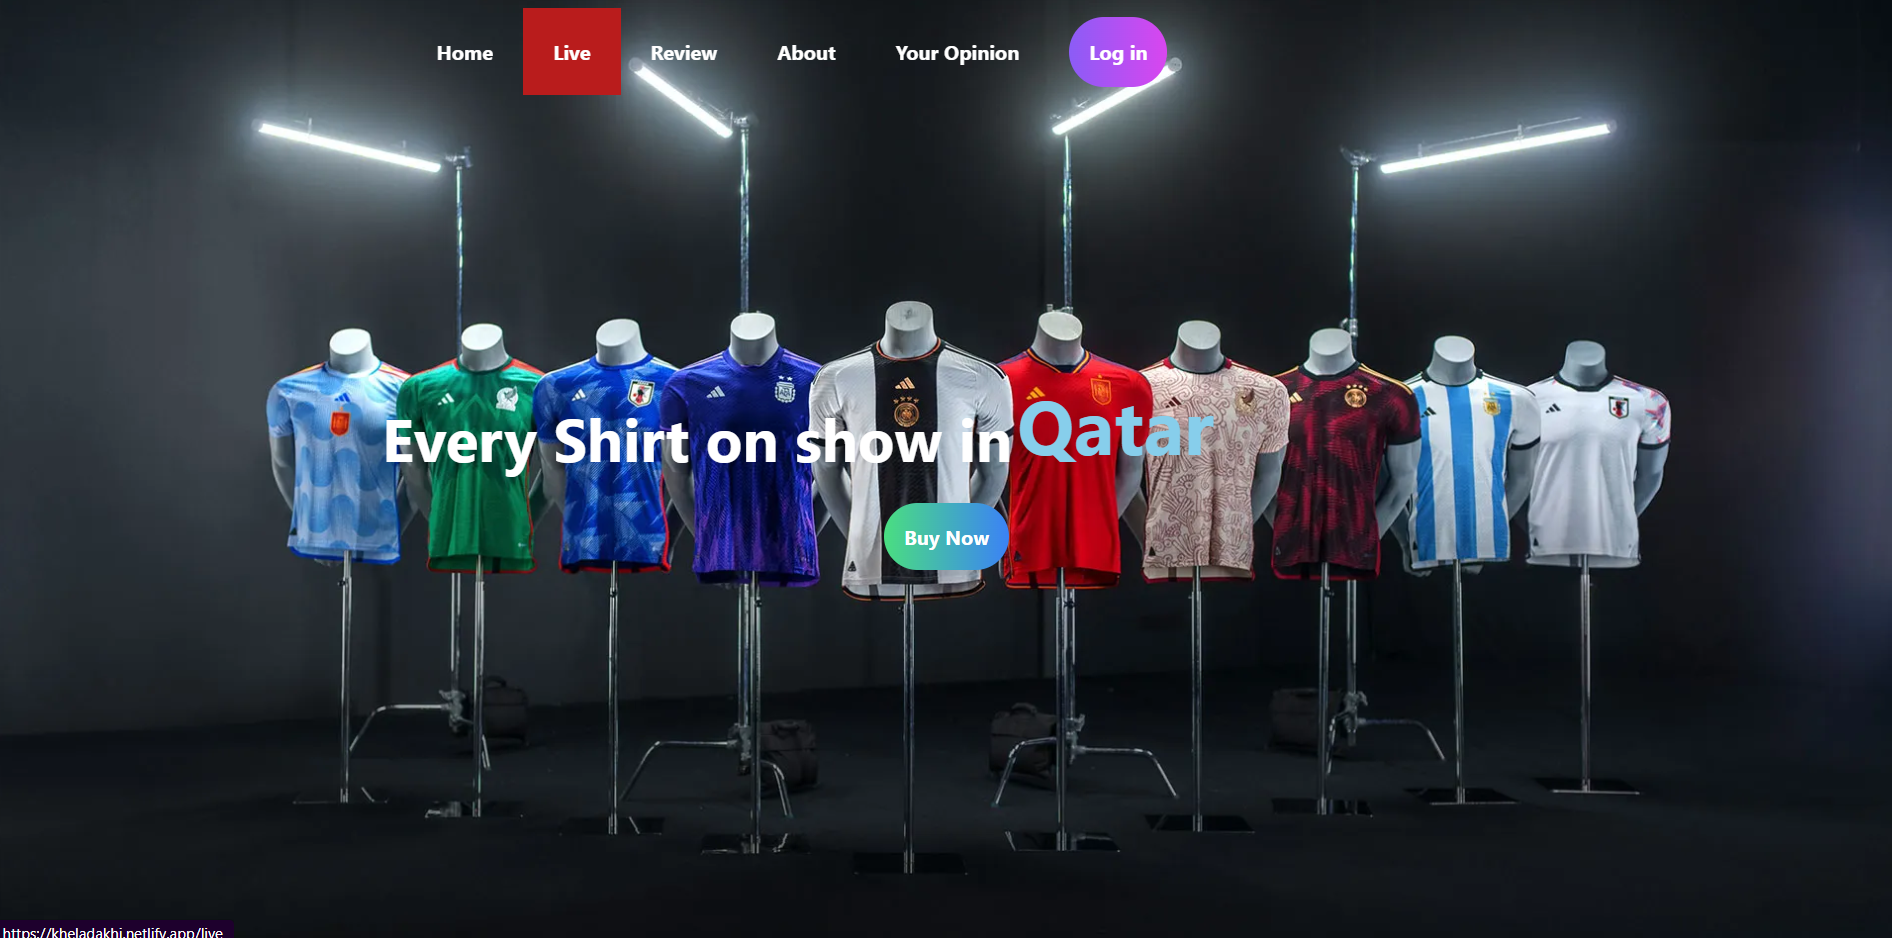 Home Live Review About Your Opinion Log in
Every Shirt on show in Qatar
Buy Now
https://kheladakhi.netlify.app/live